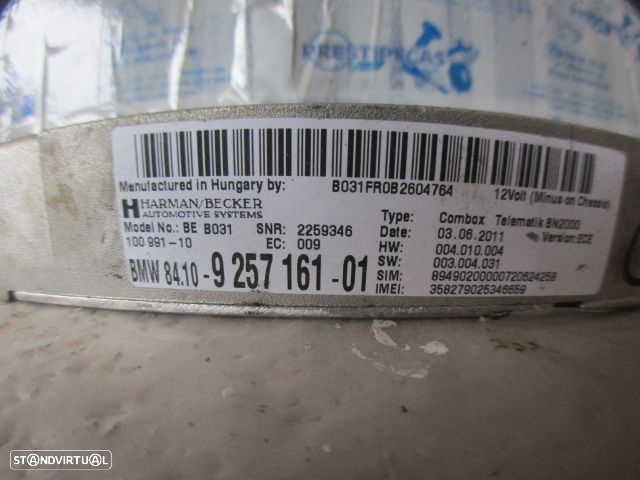 PRESTIPEÇAS
Manufactured in Hungary by:
B031FR0B2604764
12Volt (Minus on Chassis)
HARMAN/BECKER
AUTOMOTIVE SYSTEMS
Model No.: BE B031
SNR: 2259346
100 991-10
EC: 009
BMW 84.10 - 9 257 161 - 01
Type: Combox Telematik BN2000
Date: 03.06.2011 Version: ECE
HW: 004.010.004
SW: 003.004.031
SIM: 89490200000720624258
IMEI: 358279025346659
STANDVIRTUAL